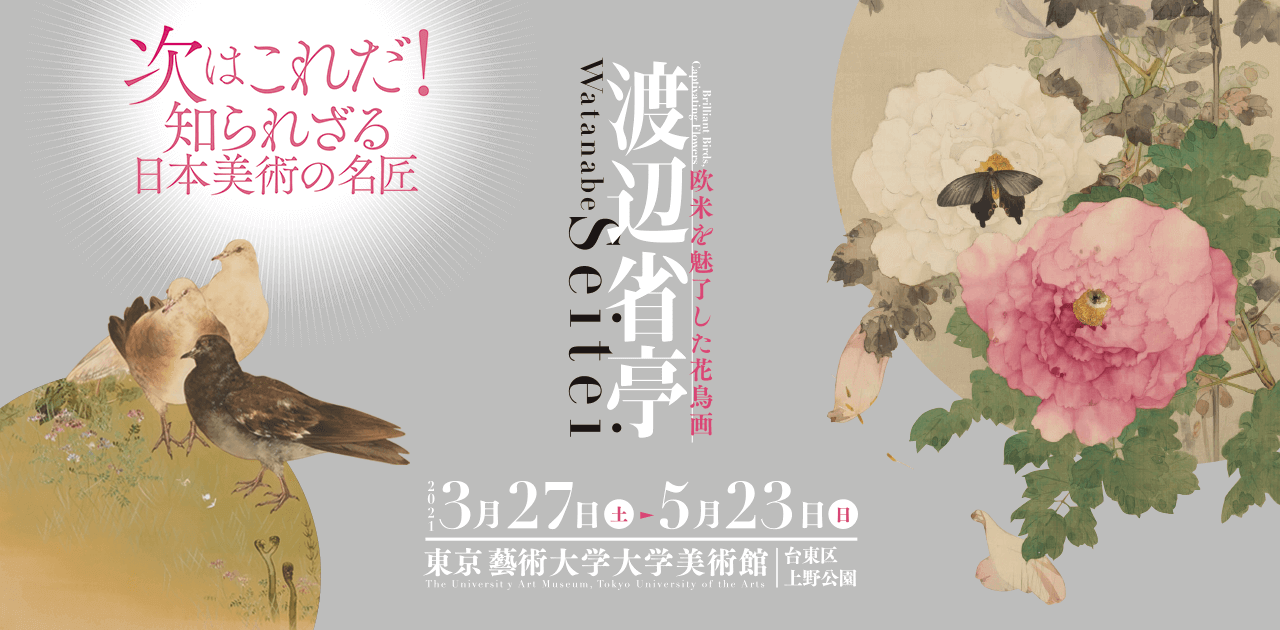 次はこれだ!
知られざる
日本美術の名匠
Brilliant Birds,
Captivating Flowers
欧米を魅了した花鳥画
渡辺省亭
Watanabe Seitei
2021 3月27日(土)►5月23日(日)
東京藝術大学大学美術館
The University Art Museum, Tokyo University of the Arts
台東区
上野公園